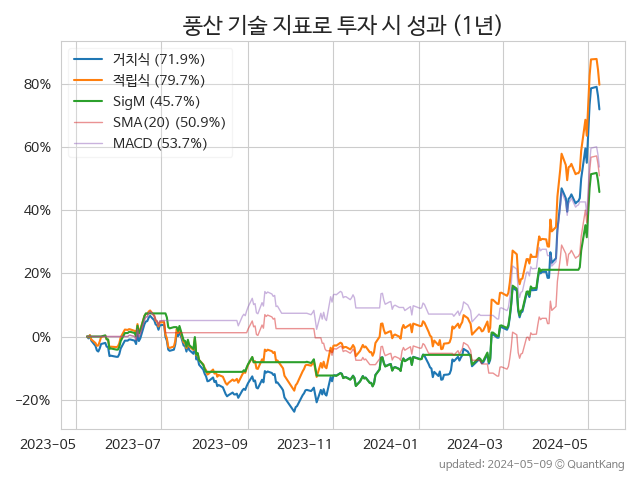 풍산 기술 지표로 투자 시 성과 (1년)
거치식 (71.9%)
적립식 (79.7%)
SigM (45.7%)
SMA(20) (50.9%)
MACD (53.7%)
80%
60%
40%
20%
0%
−20%
2023-05 2023-07 2023-09 2023-11 2024-01 2024-03 2024-05
updated: 2024-05-09 © QuantKang